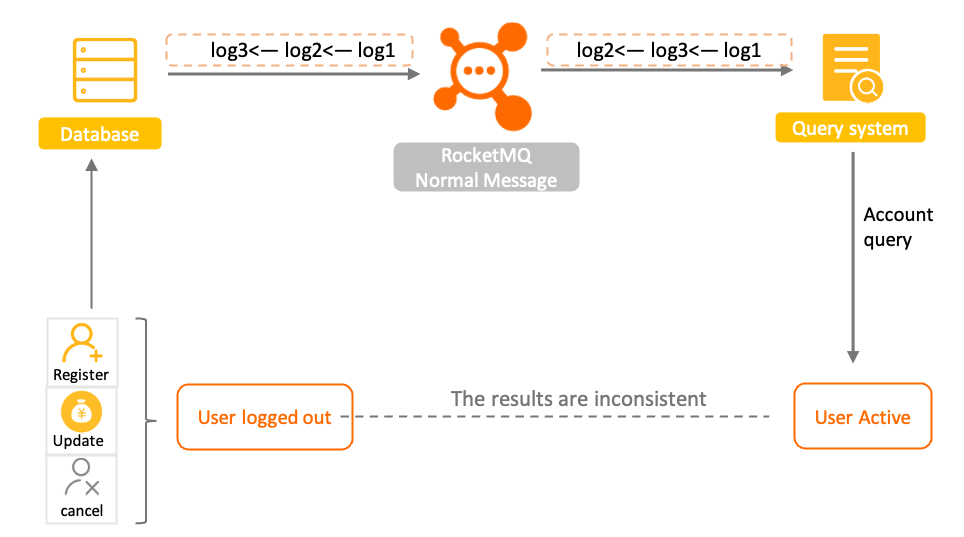 log3<— log2<— log1
log2<— log3<— log1
Database
RocketMQ
Normal Message
Query system
Account
query
Register
Update
cancel
User logged out
The results are inconsistent
User Active